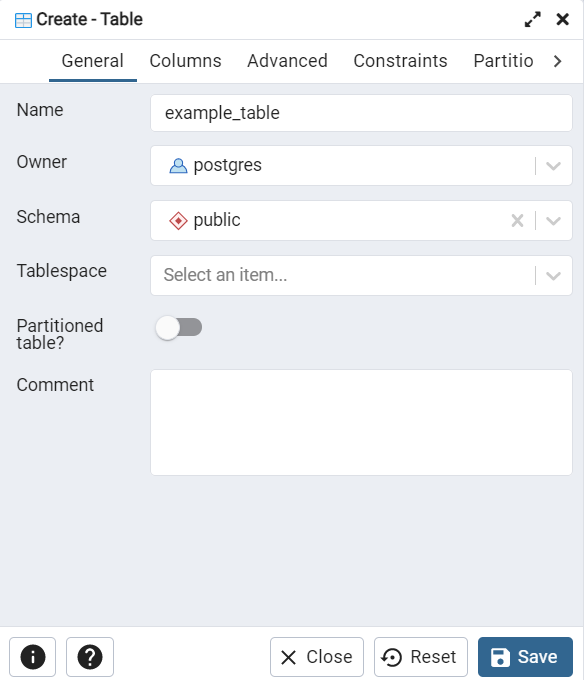 Create - Table
General Columns Advanced Constraints Partitio
Name example_table
Owner postgres
Schema public
Tablespace Select an item...
Partitioned
table?
Comment
Close Reset Save